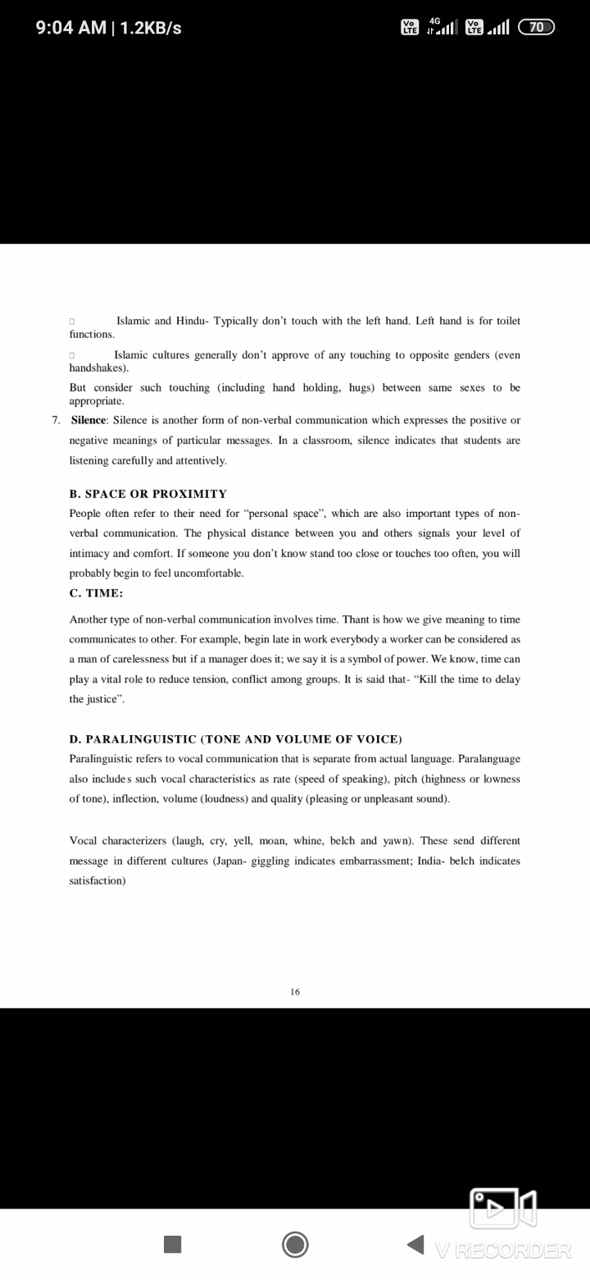 9:04 AM | 1.2KB/s
Vo LTE 4G Vo LTE 70
Islamic and Hindu- Typically don't touch with the left hand. Left hand is for toilet
functions.
Islamic cultures generally don't approve of any touching to opposite genders (even
handshakes).
But consider such touching (including hand holding, hugs) between same sexes to be
appropriate.
7. Silence: Silence is another form of non-verbal communication which expresses the positive or
negative meanings of particular messages. In a classroom, silence indicates that students are
listening carefully and attentively.
B. SPACE OR PROXIMITY
People often refer to their need for “personal space”, which are also important types of non-
verbal communication. The physical distance between you and others signals your level of
intimacy and comfort. If someone you don't know stand too close or touches too often, you will
probably begin to feel uncomfortable.
C. TIME:
Another type of non-verbal communication involves time. Thant is how we give meaning to time
communicates to other. For example, begin late in work everybody a worker can be considered as
a man of carelessness but if a manager does it; we say it is a symbol of power. We know, time can
play a vital role to reduce tension, conflict among groups. It is said that- “Kill the time to delay
the justice”.
D. PARALINGUISTIC (TONE AND VOLUME OF VOICE)
Paralinguistic refers to vocal communication that is separate from actual language. Paralanguage
also includes such vocal characteristics as rate (speed of speaking), pitch (highness or lowness
of tone), inflection, volume (loudness) and quality (pleasing or unpleasant sound).
Vocal characterizers (laugh, cry, yell, moan, whine, belch and yawn). These send different
message in different cultures (Japan- giggling indicates embarrassment; India- belch indicates
satisfaction)
16
V RECORDER